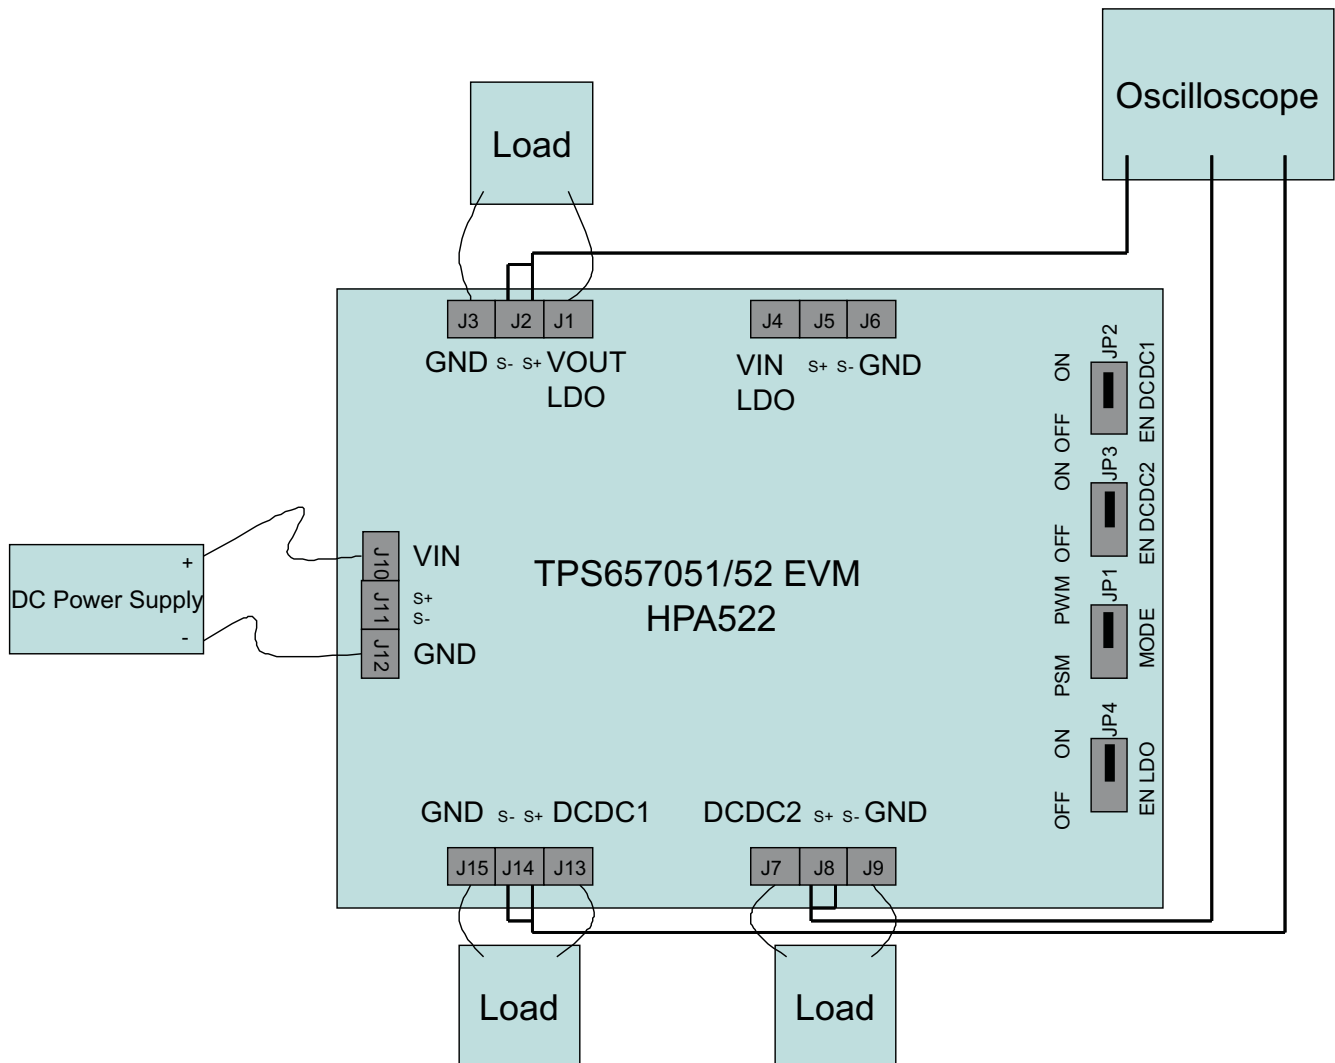 Oscilloscope
Load
J3 J2 J1
GND S- S+ VOUT
LDO
J4 J5 J6
VIN S+ S- GND
LDO
ON
OFF
JP2
EN DCDC1
ON
OFF
JP3
EN DCDC2
PWM
PSM
JP1
MODE
ON
OFF
JP4
EN LDO
DC Power Supply
+
-
J10
VIN
J11
S+
S-
J12
GND
TPS657051/52 EVM
HPA522
GND S- S+ DCDC1
J15 J14 J13
DCDC2 S+ S- GND
J7 J8 J9
Load
Load